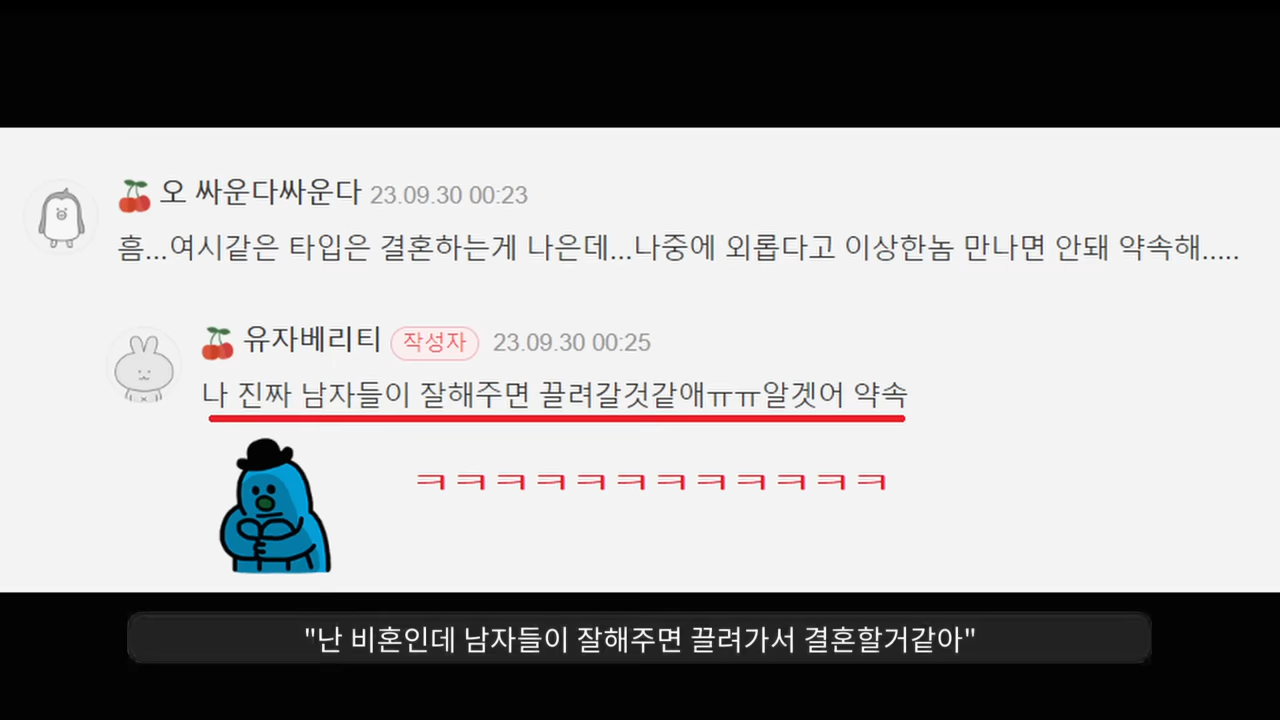 오 싸운다싸운다 23.09.30 00:23
흠...여시같은 타입은 결혼하는게 나은데...나중에 외롭다고 이상한놈 만나면 안돼 약속해.....
유자베리티 작성자 23.09.30 00:25
나 진짜 남자들이 잘해주면 끌려갈것같애ㅠㅠ알겟어 약속
ㅋㅋㅋㅋㅋㅋㅋㅋㅋㅋㅋㅋ
"난 비혼인데 남자들이 잘해주면 끌려가서 결혼할거같아"